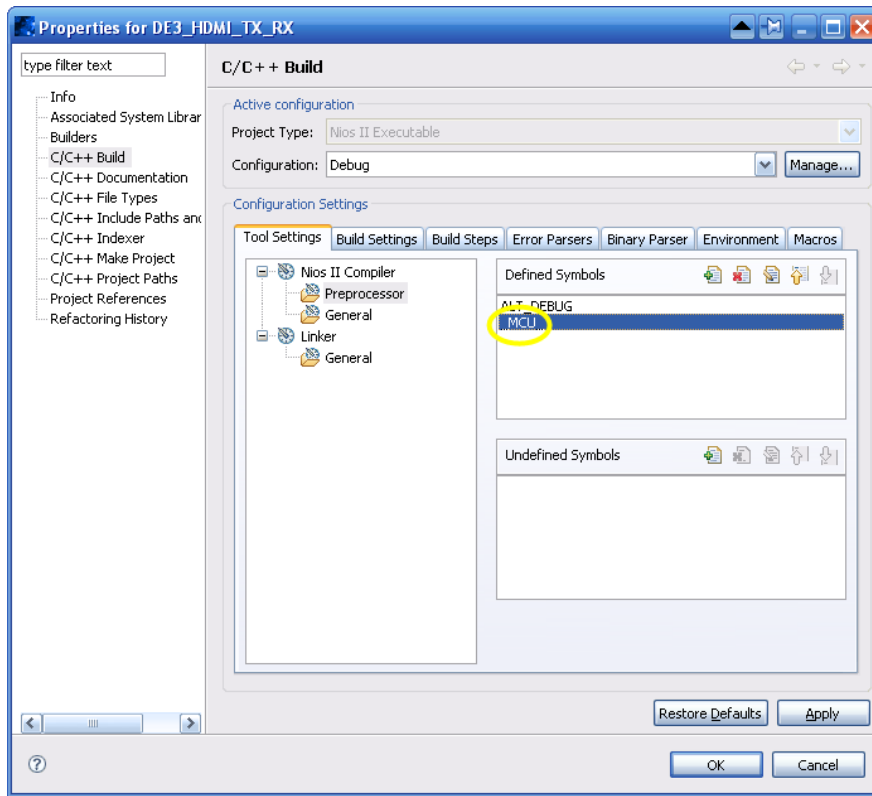 Properties for DE3_HDMI_TX_RX
type filter text
C/C++ Build
Info
Associated System Librar
Builders
C/C++ Build
C/C++ Documentation
C/C++ File Types
C/C++ Include Paths and
C/C++ Indexer
C/C++ Make Project
C/C++ Project Paths
Project References
Refactoring History
Active configuration
Project Type: Nios II Executable
Configuration: Debug Manage...
Configuration Settings
Tool Settings Build Settings Build Steps Error Parsers Binary Parser Environment Macros
Nios II Compiler
Preprocessor
General
Linker
General
Defined Symbols
ALT_DEBUG
_MCU_
Undefined Symbols
Restore Defaults Apply
OK Cancel